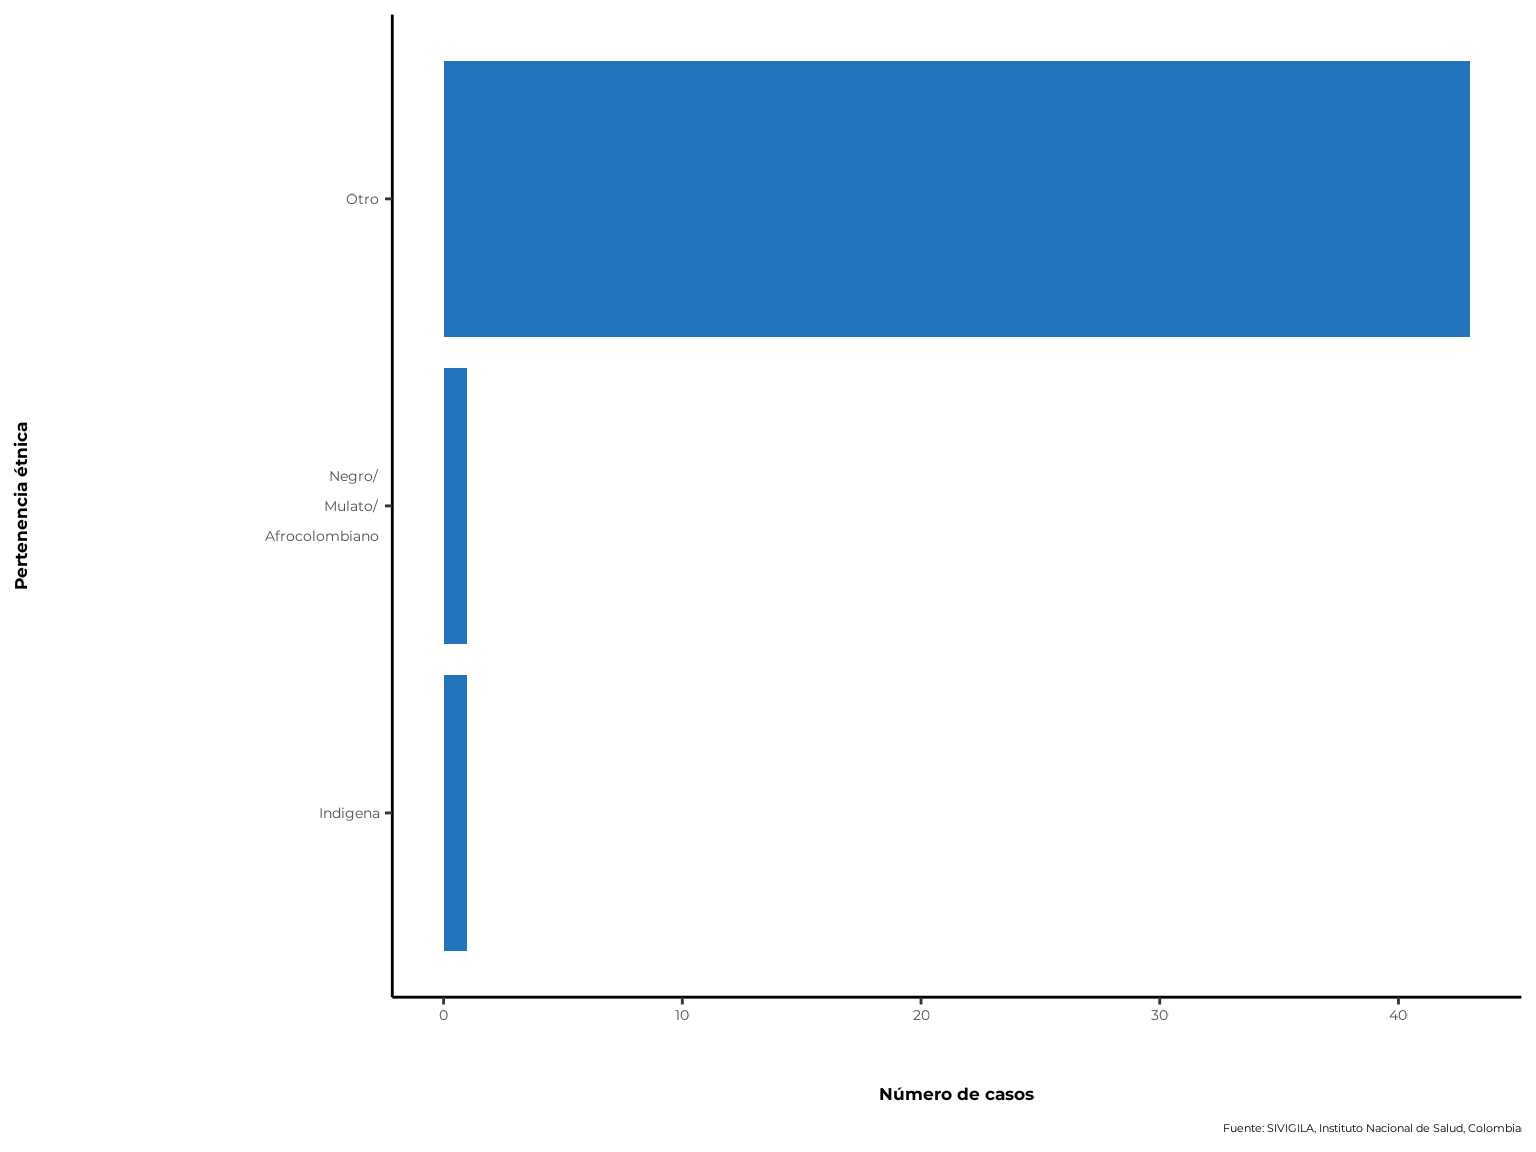 Pertenencia étnica
Otro
Negro/
Mulato/
Afrocolombiano
Indigena
0 10 20 30 40
Número de casos
Fuente: SIVIGILA, Instituto Nacional de Salud, Colombia